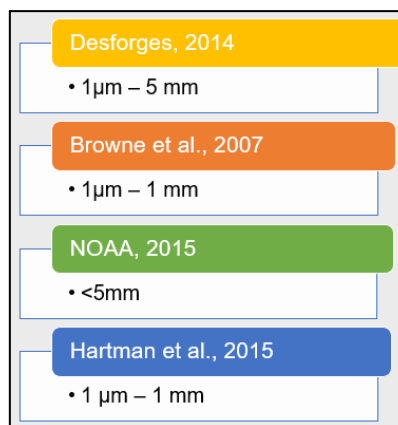 Desforges, 2014
• 1µm – 5 mm
Browne et al., 2007
• 1µm – 1 mm
NOAA, 2015
• <5mm
Hartman et al., 2015
• 1 µm – 1 mm